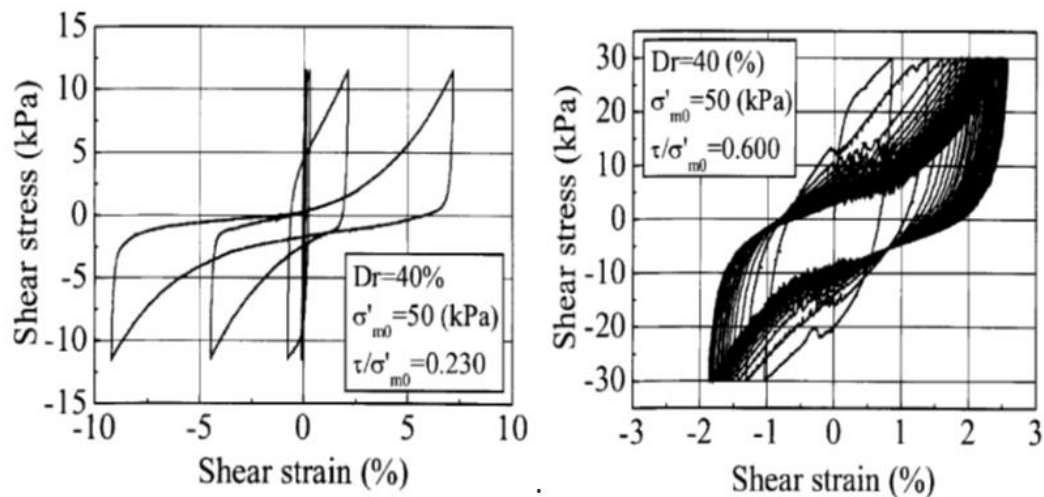 15
10
5
0
-5
-10
-15
Shear stress (kPa)
Dr=40%
σ'm0=50 (kPa)
τ/σ'm0=0.230
-10 -5 0 5 10
Shear strain (%)
30
20
10
0
-10
-20
-30
Shear stress (kPa)
Dr=40 (%)
σ'm0=50 (kPa)
τ/σ'm0=0.600
-3 -2 -1 0 1 2 3
Shear strain (%)